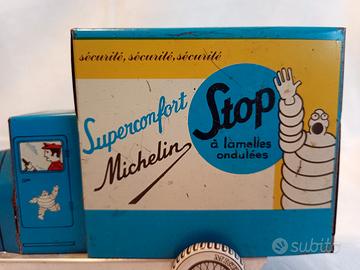 sécurité, sécurité, sécurité
Superconfort
Michelin
Stop
à lamelles
ondulées
subito